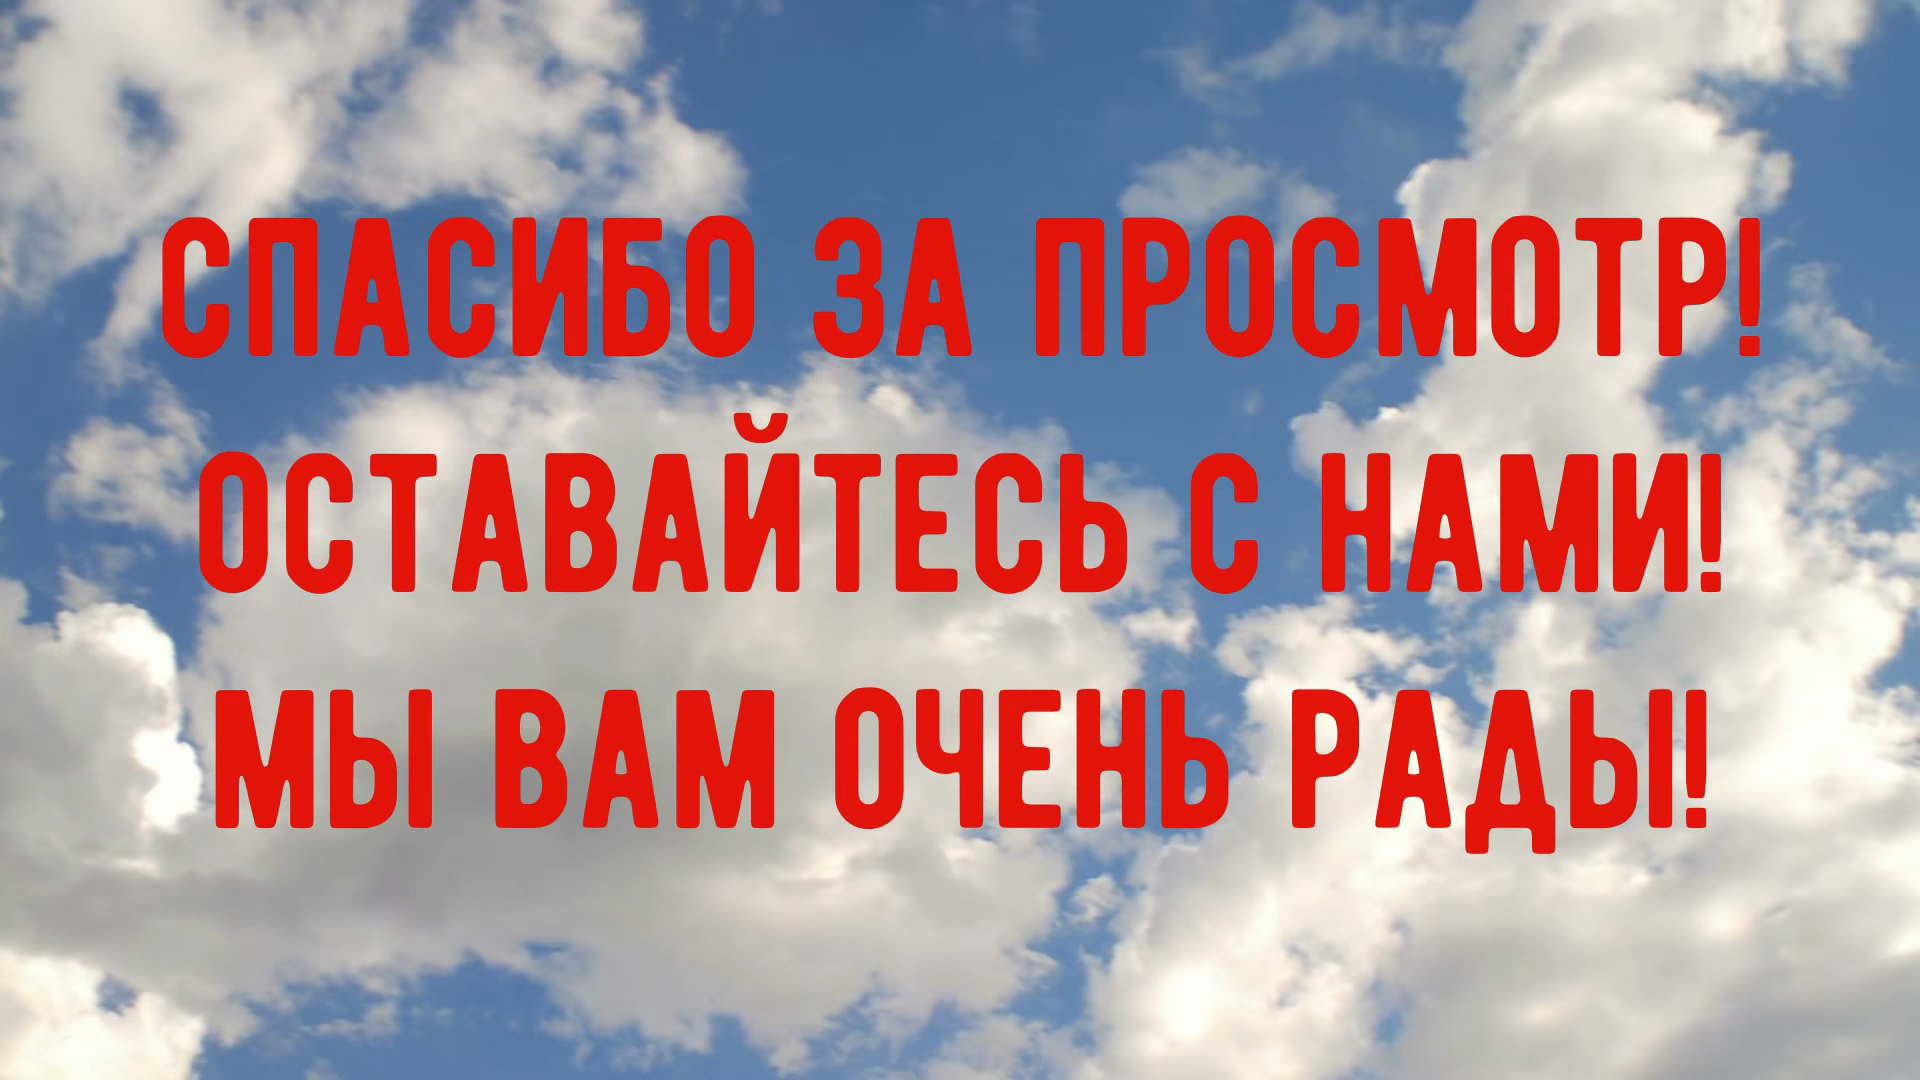 СПАСИБО ЗА ПРОСМОТР!
ОСТАВАЙТЕСЬ С НАМИ!
МЫ ВАМ ОЧЕНЬ РАДЫ!